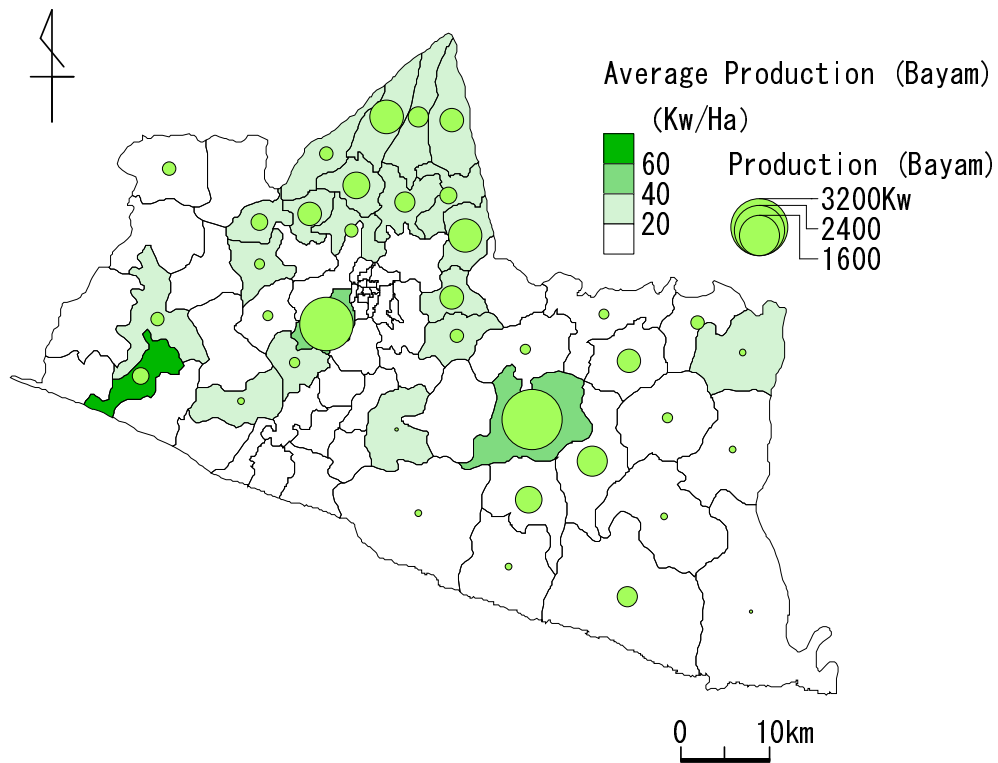 Average Production (Bayam)
(Kw/Ha)
60
40
20
Production (Bayam)
3200Kw
2400
1600
0 10km